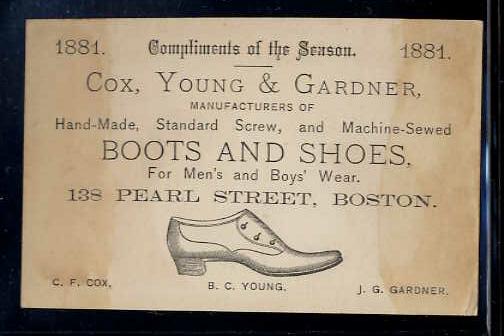 1881. Compliments of the Season. 1881.
COX, YOUNG & GARDNER,
MANUFACTURERS OF
Hand-Made, Standard Screw, and Machine-Sewed
BOOTS AND SHOES,
For Men's and Boys' Wear.
138 PEARL STREET, BOSTON.
C. F. COX. B. C. YOUNG. J. G. GARDNER.